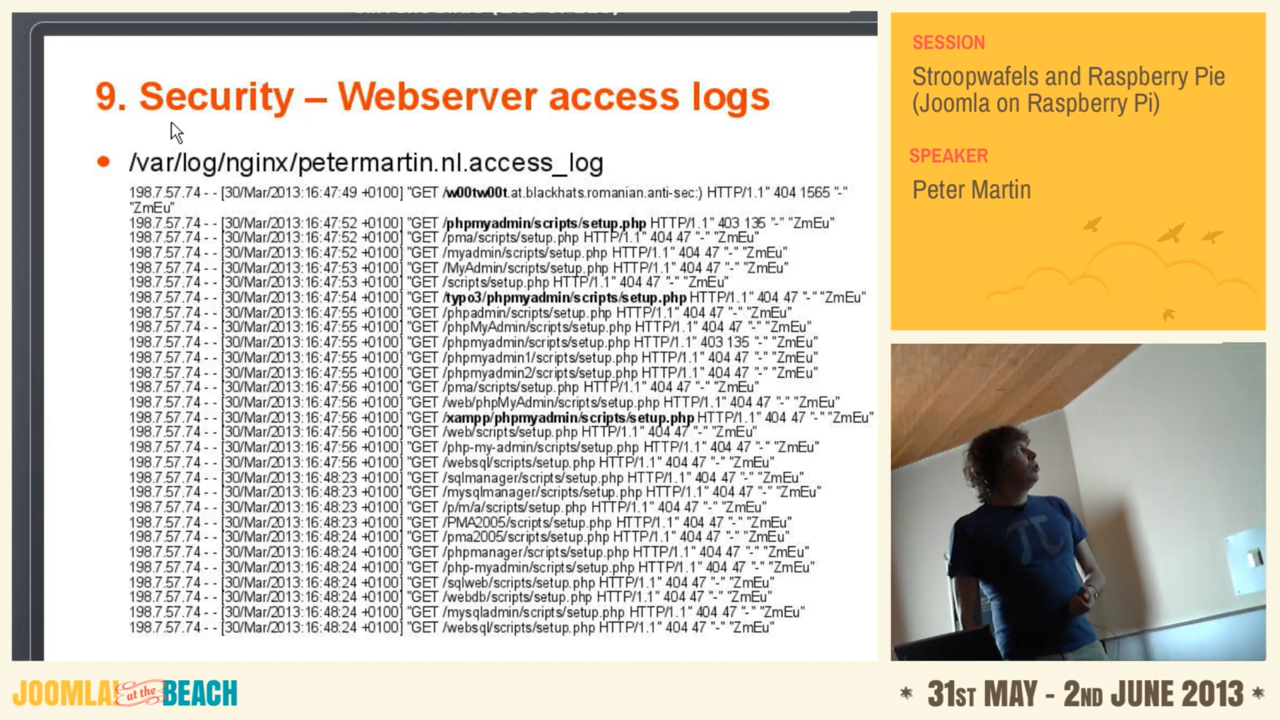 9. Security – Webserver access logs
/var/log/nginx/petermartin.nl.access_log
198.7.57.74 - - [30/Mar/2013:16:47:49 +0100] "GET /w00tw00t.at.blackhats.romanian.anti-sec:) HTTP/1.1" 404 1565 "-"
"ZmEu"
198.7.57.74 - - [30/Mar/2013:16:47:52 +0100] "GET /phpmyadmin/scripts/setup.php HTTP/1.1" 403 135 "-" "ZmEu"
198.7.57.74 - - [30/Mar/2013:16:47:52 +0100] "GET /pma/scripts/setup.php HTTP/1.1" 404 47 "-" "ZmEu"
198.7.57.74 - - [30/Mar/2013:16:47:52 +0100] "GET /myadmin/scripts/setup.php HTTP/1.1" 404 47 "-" "ZmEu"
198.7.57.74 - - [30/Mar/2013:16:47:53 +0100] "GET /MyAdmin/scripts/setup.php HTTP/1.1" 404 47 "-" "ZmEu"
198.7.57.74 - - [30/Mar/2013:16:47:53 +0100] "GET /scripts/setup.php HTTP/1.1" 404 47 "-" "ZmEu"
198.7.57.74 - - [30/Mar/2013:16:47:54 +0100] "GET /typo3/phpmyadmin/scripts/setup.php HTTP/1.1" 404 47 "-" "ZmEu"
198.7.57.74 - - [30/Mar/2013:16:47:55 +0100] "GET /phpadmin/scripts/setup.php HTTP/1.1" 404 47 "-" "ZmEu"
198.7.57.74 - - [30/Mar/2013:16:47:55 +0100] "GET /phpMyAdmin/scripts/setup.php HTTP/1.1" 404 47 "-" "ZmEu"
198.7.57.74 - - [30/Mar/2013:16:47:55 +0100] "GET /phpmyadmin/scripts/setup.php HTTP/1.1" 403 135 "-" "ZmEu"
198.7.57.74 - - [30/Mar/2013:16:47:55 +0100] "GET /phpmyadmin1/scripts/setup.php HTTP/1.1" 404 47 "-" "ZmEu"
198.7.57.74 - - [30/Mar/2013:16:47:55 +0100] "GET /phpmyadmin2/scripts/setup.php HTTP/1.1" 404 47 "-" "ZmEu"
198.7.57.74 - - [30/Mar/2013:16:47:56 +0100] "GET /pma/scripts/setup.php HTTP/1.1" 404 47 "-" "ZmEu"
198.7.57.74 - - [30/Mar/2013:16:47:56 +0100] "GET /web/phpMyAdmin/scripts/setup.php HTTP/1.1" 404 47 "-" "ZmEu"
198.7.57.74 - - [30/Mar/2013:16:47:56 +0100] "GET /xampp/phpmyadmin/scripts/setup.php HTTP/1.1" 404 47 "-" "ZmEu"
198.7.57.74 - - [30/Mar/2013:16:47:56 +0100] "GET /web/scripts/setup.php HTTP/1.1" 404 47 "-" "ZmEu"
198.7.57.74 - - [30/Mar/2013:16:47:56 +0100] "GET /php-my-admin/scripts/setup.php HTTP/1.1" 404 47 "-" "ZmEu"
198.7.57.74 - - [30/Mar/2013:16:47:56 +0100] "GET /websql/scripts/setup.php HTTP/1.1" 404 47 "-" "ZmEu"
198.7.57.74 - - [30/Mar/2013:16:48:23 +0100] "GET /sqlmanager/scripts/setup.php HTTP/1.1" 404 47 "-" "ZmEu"
198.7.57.74 - - [30/Mar/2013:16:48:23 +0100] "GET /mysqlmanager/scripts/setup.php HTTP/1.1" 404 47 "-" "ZmEu"
198.7.57.74 - - [30/Mar/2013:16:48:23 +0100] "GET /p/m/a/scripts/setup.php HTTP/1.1" 404 47 "-" "ZmEu"
198.7.57.74 - - [30/Mar/2013:16:48:23 +0100] "GET /PMA2005/scripts/setup.php HTTP/1.1" 404 47 "-" "ZmEu"
198.7.57.74 - - [30/Mar/2013:16:48:24 +0100] "GET /pma2005/scripts/setup.php HTTP/1.1" 404 47 "-" "ZmEu"
198.7.57.74 - - [30/Mar/2013:16:48:24 +0100] "GET /phpmanager/scripts/setup.php HTTP/1.1" 404 47 "-" "ZmEu"
198.7.57.74 - - [30/Mar/2013:16:48:24 +0100] "GET /php-myadmin/scripts/setup.php HTTP/1.1" 404 47 "-" "ZmEu"
198.7.57.74 - - [30/Mar/2013:16:48:24 +0100] "GET /sqlweb/scripts/setup.php HTTP/1.1" 404 47 "-" "ZmEu"
198.7.57.74 - - [30/Mar/2013:16:48:24 +0100] "GET /webdb/scripts/setup.php HTTP/1.1" 404 47 "-" "ZmEu"
198.7.57.74 - - [30/Mar/2013:16:48:24 +0100] "GET /mysqladmin/scripts/setup.php HTTP/1.1" 404 47 "-" "ZmEu"
198.7.57.74 - - [30/Mar/2013:16:48:24 +0100] "GET /websql/scripts/setup.php HTTP/1.1" 404 47 "-" "ZmEu"
SESSION
Stroopwafels and Raspberry Pie
(Joomla on Raspberry Pi)
SPEAKER
Peter Martin
π
JOOMLA! at the BEACH
* 31ST MAY - 2ND JUNE 2013 *